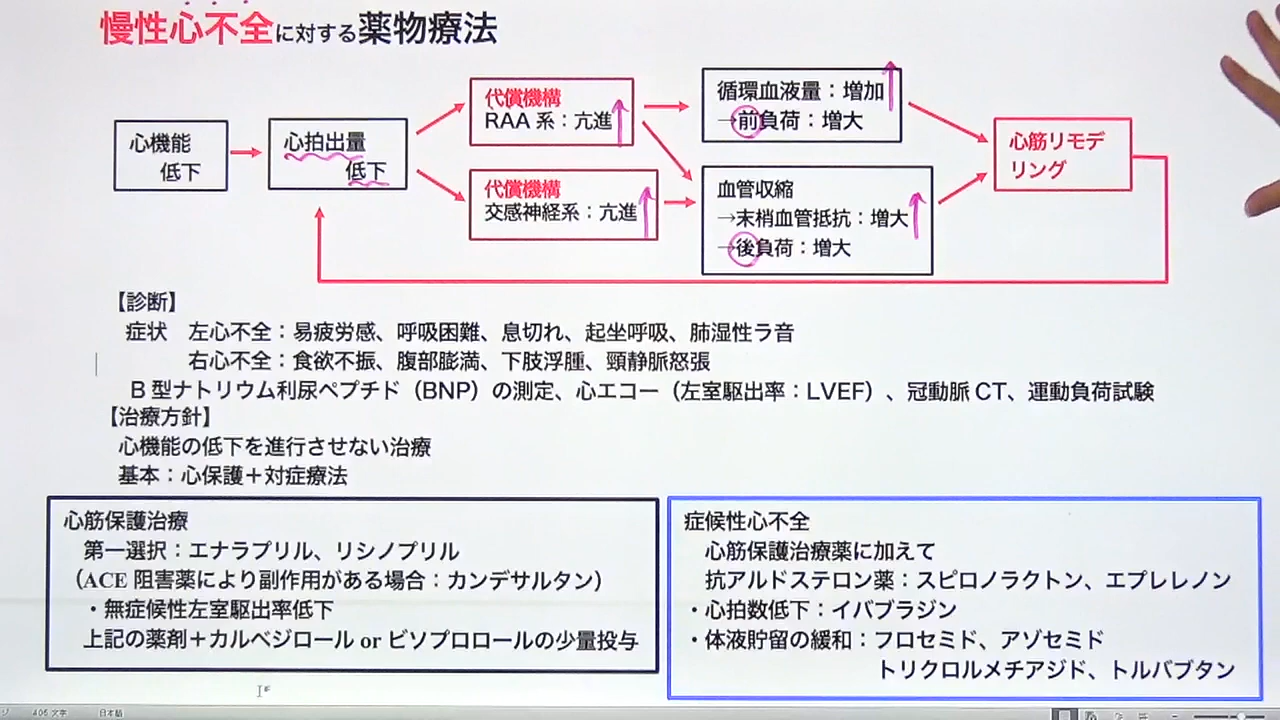 慢性心不全に対する薬物療法
心機能
低下
心拍出量
低下
代償機構
RAA系：亢進
代償機構
交感神経系：亢進
循環血液量：増加
→前負荷：増大
血管収縮
→末梢血管抵抗：増大
→後負荷：増大
心筋リモデ
リング
【診断】
症状　左心不全：易疲労感、呼吸困難、息切れ、起坐呼吸、肺湿性ラ音
右心不全：食欲不振、腹部膨満、下肢浮腫、頸静脈怒張
B型ナトリウム利尿ペプチド（BNP）の測定、心エコー（左室駆出率：LVEF）、冠動脈CT、運動負荷試験
【治療方針】
心機能の低下を進行させない治療
基本：心保護＋対症療法
心筋保護治療
第一選択：エナラプリル、リシノプリル
（ACE阻害薬により副作用がある場合：カンデサルタン）
・無症候性左室駆出率低下
上記の薬剤＋カルベジロール or ビソプロロールの少量投与
症候性心不全
心筋保護治療薬に加えて
抗アルドステロン薬：スピロノラクトン、エプレレノン
・心拍数低下：イバブラジン
・体液貯留の緩和：フロセミド、アゾセミド
トリクロルメチアジド、トルバプタン
406 文字　日本語